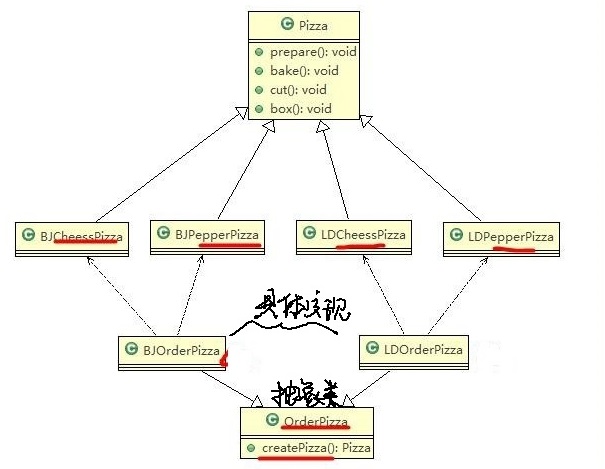 Pizza
prepare(): void
bake(): void
cut(): void
box(): void
BJCheessPizza
BJPepperPizza
LDCheessPizza
LDPepperPizza
具体实现
BJOrderPizza
LDOrderPizza
抽象类
OrderPizza
createPizza(): Pizza